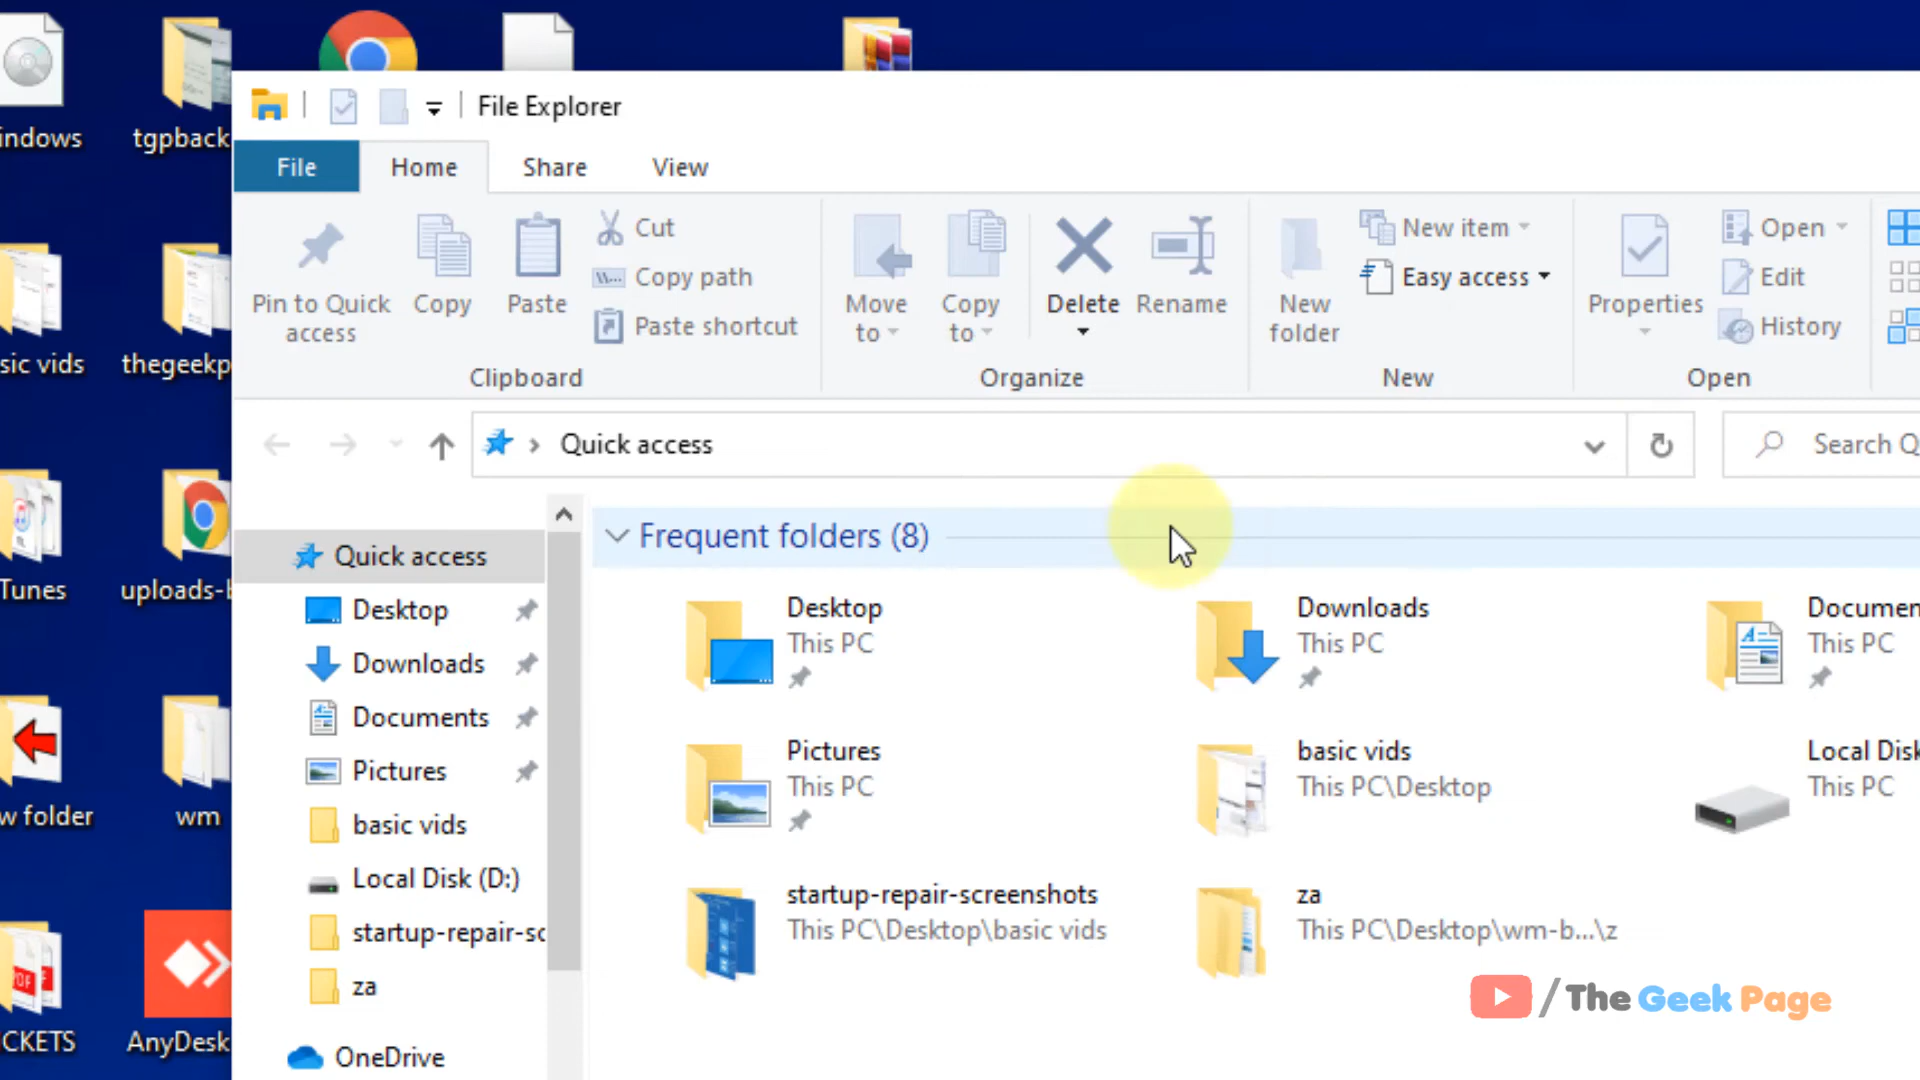 File Explorer
File
Home
Share
View
Pin to Quick
access
Copy
Paste
Cut
Copy path
Paste shortcut
Clipboard
Move
to
Copy
to
Delete
Rename
Organize
New
folder
New item
Easy access
New
Properties
Open
Edit
History
Open
Quick access
Search Q
Quick access
Desktop
Downloads
Documents
Pictures
basic vids
Local Disk (D:)
startup-repair-sc
za
OneDrive
Frequent folders (8)
Desktop
This PC
Downloads
This PC
Documen
This PC
Pictures
This PC
basic vids
This PC\Desktop
Local Disk
This PC
startup-repair-screenshots
This PC\Desktop\basic vids
za
This PC\Desktop\wm-b...\z
indows
tgpback
sic vids
thegeekp
Tunes
uploads-b
w folder
wm
CKETS
AnyDesk
/ The Geek Page